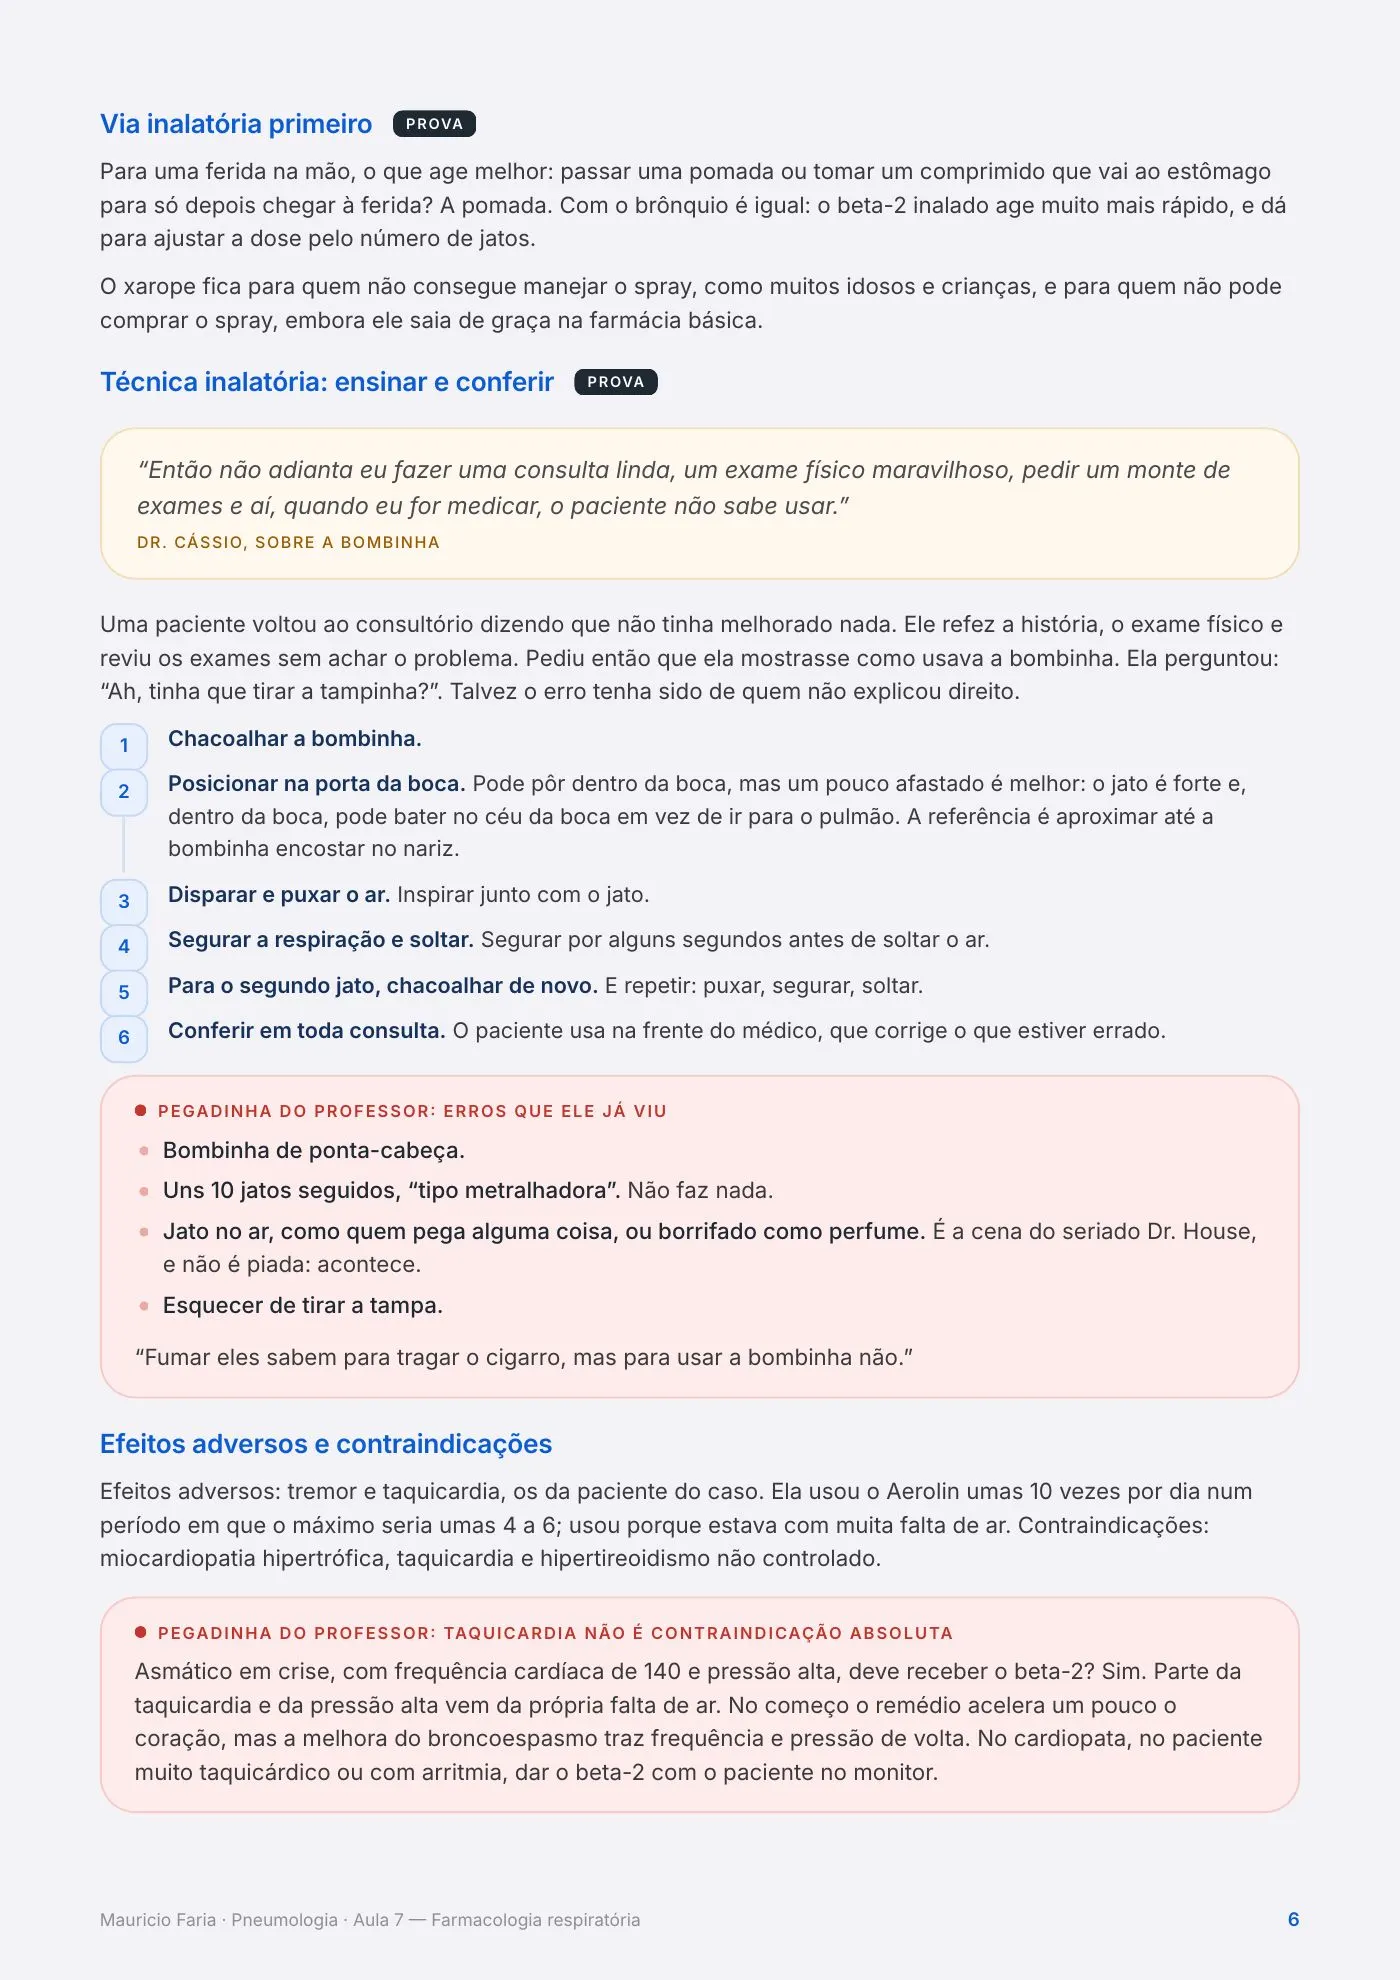 Via inalatória primeiro PROVA
Para uma ferida na mão, o que age melhor: passar uma pomada ou tomar um comprimido que vai ao estômago
para só depois chegar à ferida? A pomada. Com o brônquio é igual: o beta-2 inalado age muito mais rápido, e dá
para ajustar a dose pelo número de jatos.
O xarope fica para quem não consegue manejar o spray, como muitos idosos e crianças, e para quem não pode
comprar o spray, embora ele saia de graça na farmácia básica.
Técnica inalatória: ensinar e conferir PROVA
“Então não adianta eu fazer uma consulta linda, um exame físico maravilhoso, pedir um monte de
exames e aí, quando eu for medicar, o paciente não sabe usar.”
DR. CÁSSIO, SOBRE A BOMBINHA
Uma paciente voltou ao consultório dizendo que não tinha melhorado nada. Ele refez a história, o exame físico e
reviu os exames sem achar o problema. Pediu então que ela mostrasse como usava a bombinha. Ela perguntou:
“Ah, tinha que tirar a tampinha?”. Talvez o erro tenha sido de quem não explicou direito.
1 Chacoalhar a bombinha.
2 Posicionar na porta da boca. Pode pôr dentro da boca, mas um pouco afastado é melhor: o jato é forte e,
dentro da boca, pode bater no céu da boca em vez de ir para o pulmão. A referência é aproximar até a
bombinha encostar no nariz.
3 Disparar e puxar o ar. Inspirar junto com o jato.
4 Segurar a respiração e soltar. Segurar por alguns segundos antes de soltar o ar.
5 Para o segundo jato, chacoalhar de novo. E repetir: puxar, segurar, soltar.
6 Conferir em toda consulta. O paciente usa na frente do médico, que corrige o que estiver errado.
PEGADINHA DO PROFESSOR: ERROS QUE ELE JÁ VIU
Bombinha de ponta-cabeça.
Uns 10 jatos seguidos, “tipo metralhadora”. Não faz nada.
Jato no ar, como quem pega alguma coisa, ou borrifado como perfume. É a cena do seriado Dr. House,
e não é piada: acontece.
Esquecer de tirar a tampa.
“Fumar eles sabem para tragar o cigarro, mas para usar a bombinha não.”
Efeitos adversos e contraindicações
Efeitos adversos: tremor e taquicardia, os da paciente do caso. Ela usou o Aerolin umas 10 vezes por dia num
período em que o máximo seria umas 4 a 6; usou porque estava com muita falta de ar. Contraindicações:
miocardiopatia hipertrófica, taquicardia e hipertireoidismo não controlado.
PEGADINHA DO PROFESSOR: TAQUICARDIA NÃO É CONTRAINDICAÇÃO ABSOLUTA
Asmático em crise, com frequência cardíaca de 140 e pressão alta, deve receber o beta-2? Sim. Parte da
taquicardia e da pressão alta vem da própria falta de ar. No começo o remédio acelera um pouco o
coração, mas a melhora do broncoespasmo traz frequência e pressão de volta. No cardiopata, no paciente
muito taquicárdico ou com arritmia, dar o beta-2 com o paciente no monitor.
Mauricio Faria · Pneumologia · Aula 7 — Farmacologia respiratória 6